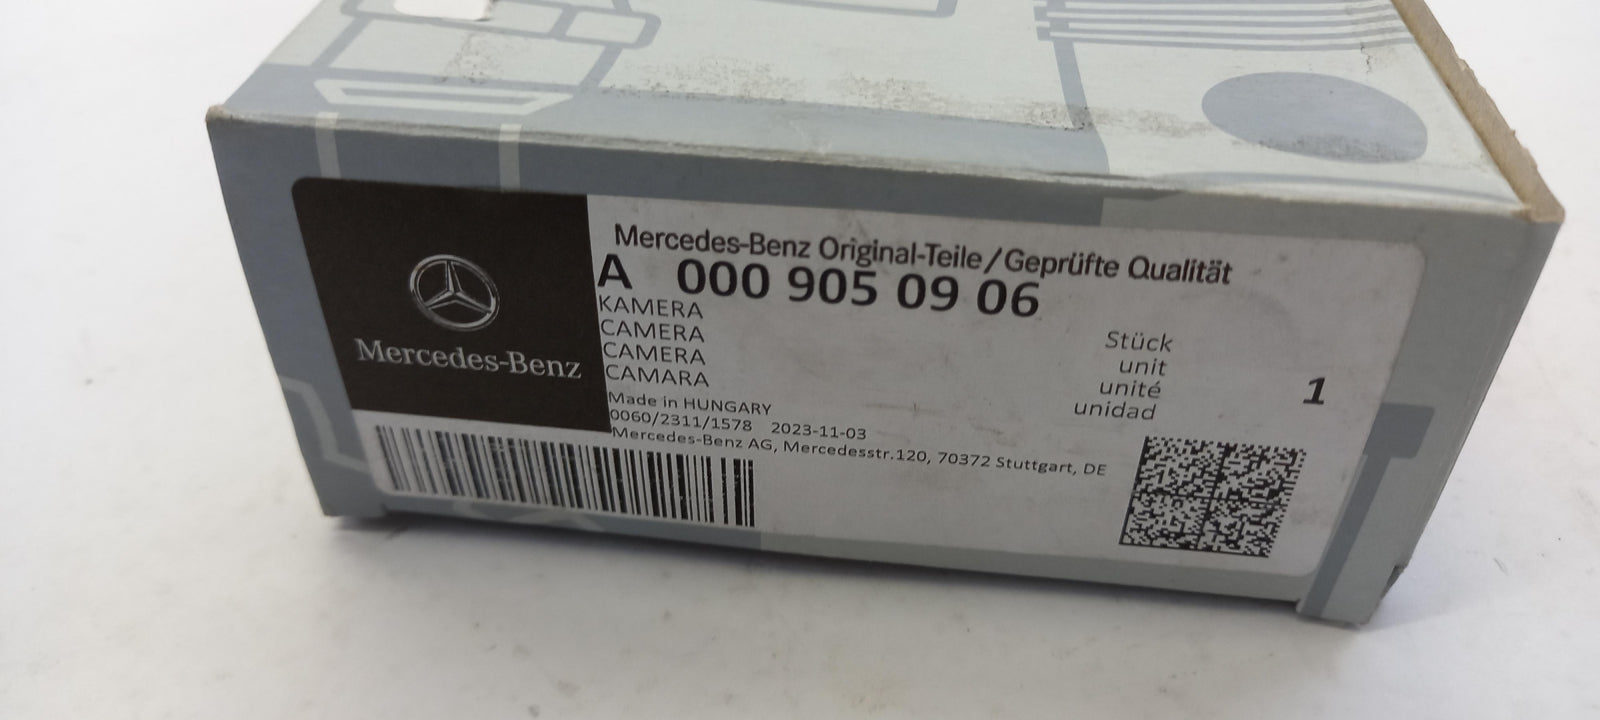 Mercedes-Benz
Mercedes-Benz Original-Teile/Geprüfte Qualität
A 000 905 09 06
KAMERA
CAMERA
CAMERA
CAMARA
Stück
unit
unité
unidad
1
Made in HUNGARY
0060/2311/1578 2023-11-03
Mercedes-Benz AG, Mercedesstr.120, 70372 Stuttgart, DE